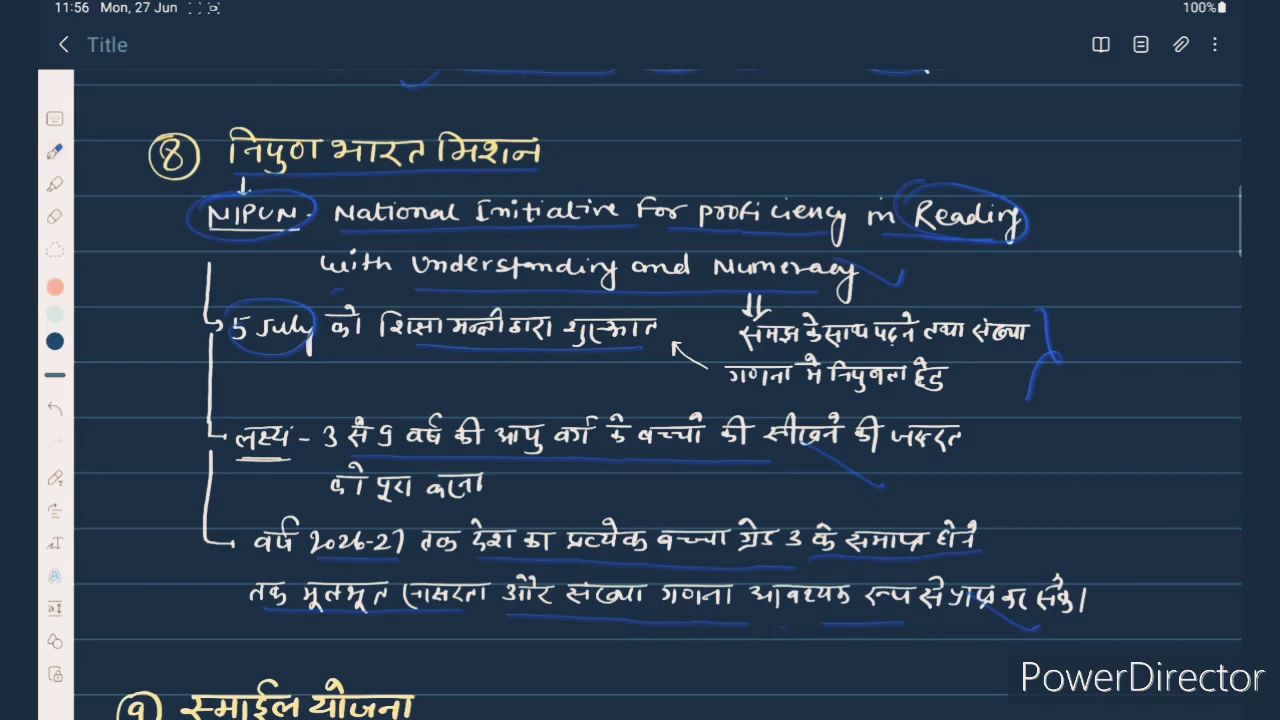 11:56 Mon, 27 Jun
100%
Title
8 निपुण भारत मिशन
NIPUN - National Initiative For proficiency in Reading
with Understanding and Numeracy
5 July को शिक्षा मन्त्री द्वारा शुरुआत
समझ के साथ पढ़ने तथा संख्या
गणना मे निपुणता हेतु
लक्ष्य - 3 से 9 वर्ष की आयु वर्ग के बच्चों की सीखने की जरूरत
को पूरा करना
वर्ष 2026-27 तक देश का प्रत्येक बच्चा ग्रेड 3 के समाप्त होने
तक मूलभूत साक्षरता और संख्या गणना आवश्यक रूप से प्राप्त कर सके।
9 स्माईल योजना
PowerDirector